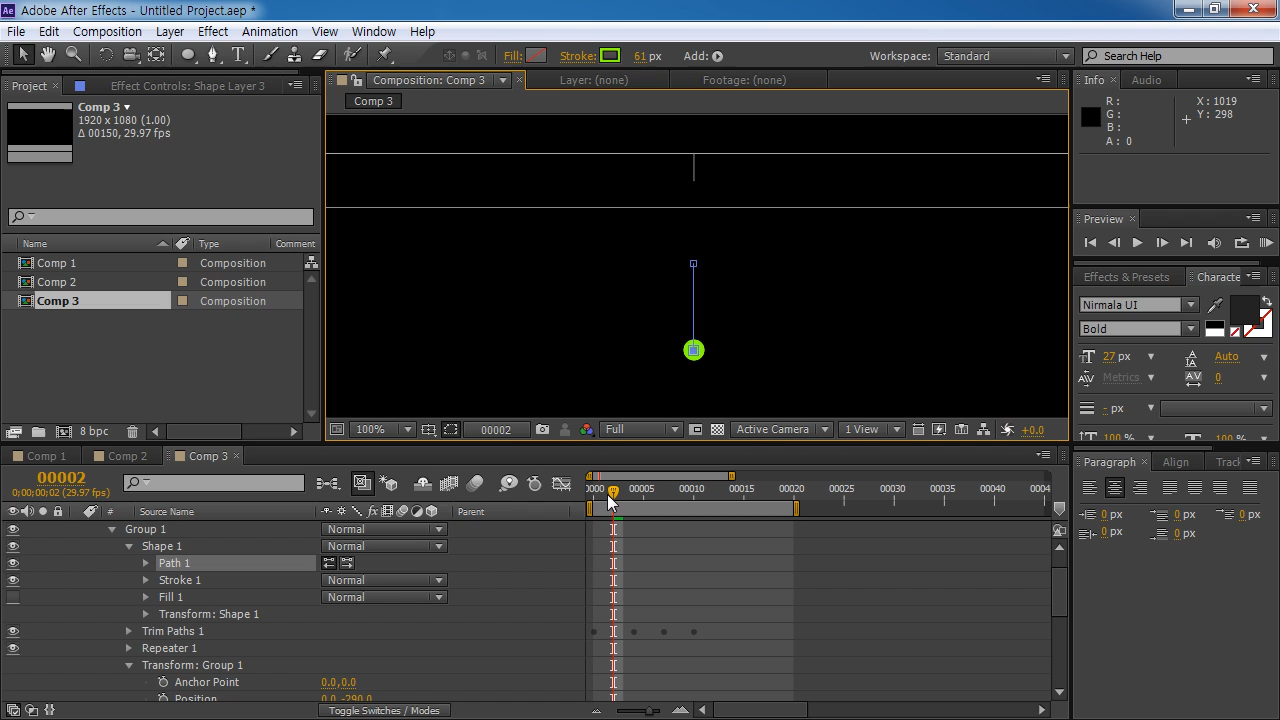 Adobe After Effects - Untitled Project.aep *
File Edit Composition Layer Effect Animation View Window Help
Fill: Stroke: 61 px Add: Workspace: Standard Search Help
Project Effect Controls: Shape Layer 3 Composition: Comp 3 Layer: (none) Footage: (none) Info Audio
Comp 3
1920 x 1080 (1.00)
Δ 00150, 29.97 fps
Comp 3
R :
G :
B :
A : 0
X : 1019
Y : 298
Preview
Name Type Comment
Comp 1 Composition
Comp 2 Composition
Comp 3 Composition
Effects & Presets Characte
Nirmala UI
Bold
27 px Auto
Metrics 0
- px
100 % 100 %
8 bpc 100% 00002 Full Active Camera 1 View +0.0
Comp 1 Comp 2 Comp 3
Paragraph Align Track
00002
0;00;00;02 (29.97 fps)
0000 00005 00010 00015 00020 00025 00030 00035 00040 0004
# Source Name Parent
0 px 0 px 0 px
0 px 0 px
Group 1 Normal
Shape 1 Normal
Path 1
Stroke 1 Normal
Fill 1 Normal
Transform: Shape 1
Trim Paths 1
Repeater 1
Transform: Group 1
Anchor Point 0.0,0.0
Position 0.0,-290.0
Toggle Switches / Modes